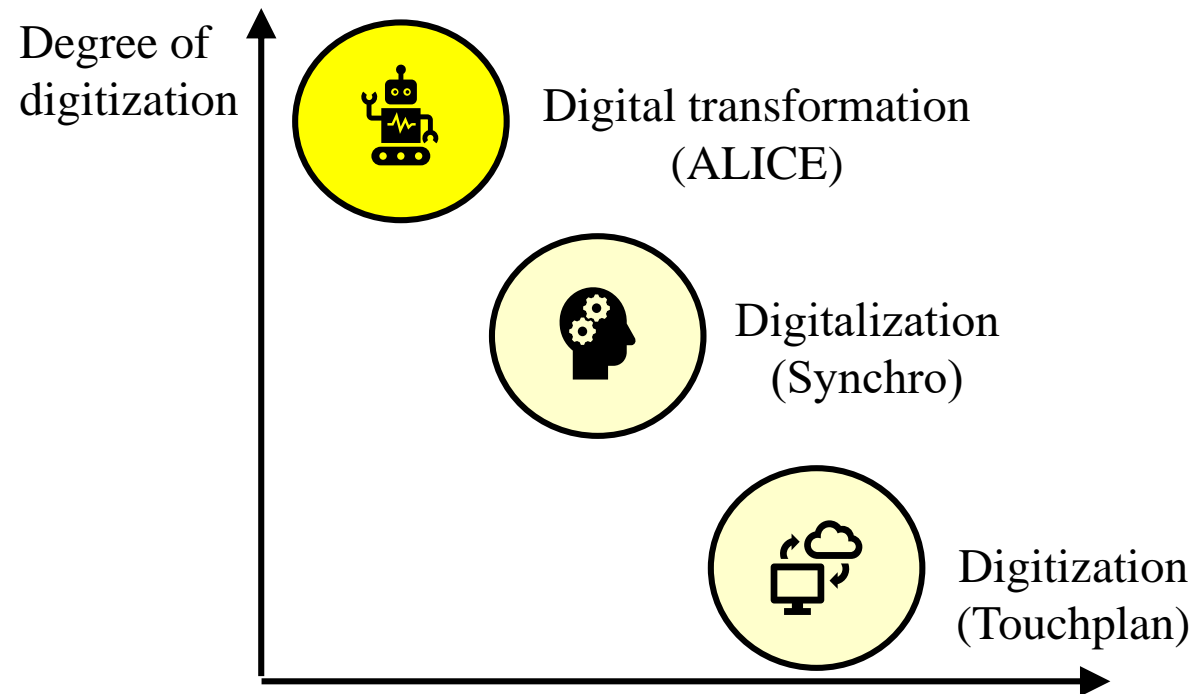 Degree of
digitization
Digital transformation
(ALICE)
Digitalization
(Synchro)
Digitization
(Touchplan)